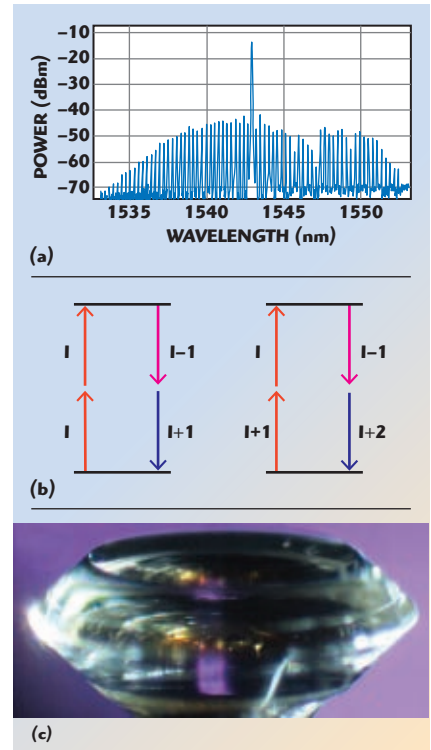 POWER (dBm)
−10
−20
−30
−40
−50
−60
−70
1535 1540 1545 1550
WAVELENGTH (nm)
(a)
I I−1 I I−1
I I+1 I+1 I+2
(b)
(c)